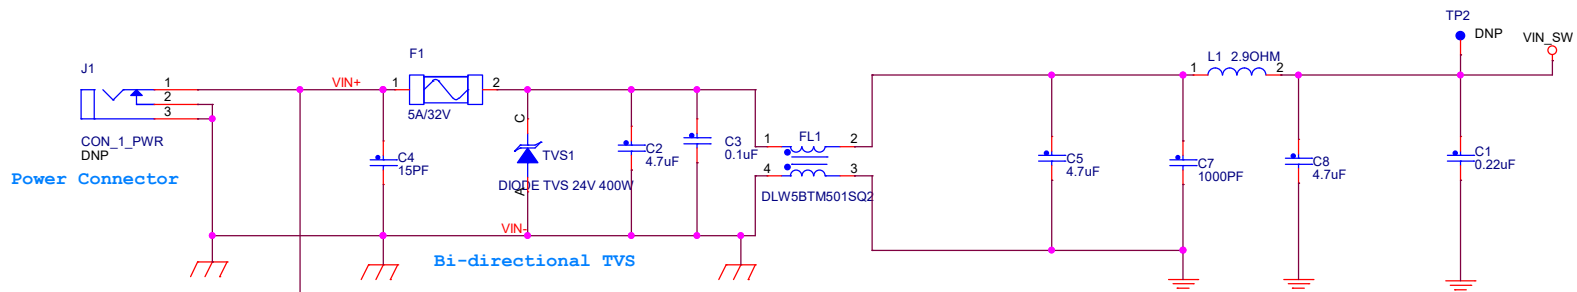 TP2
DNP
VIN_SW
F1
L1 2.9OHM
J1
1
VIN+
1
2
1
2
2
3
5A/32V
CON_1_PWR
DNP
C
C4
15PF
TVS1
C2
4.7uF
C3
0.1uF
1
FL1
2
4
3
DLW5BTM501SQ2
C5
4.7uF
C7
1000PF
C8
4.7uF
C1
0.22uF
Power Connector
DIODE TVS 24V 400W
A
VIN-
Bi-directional TVS